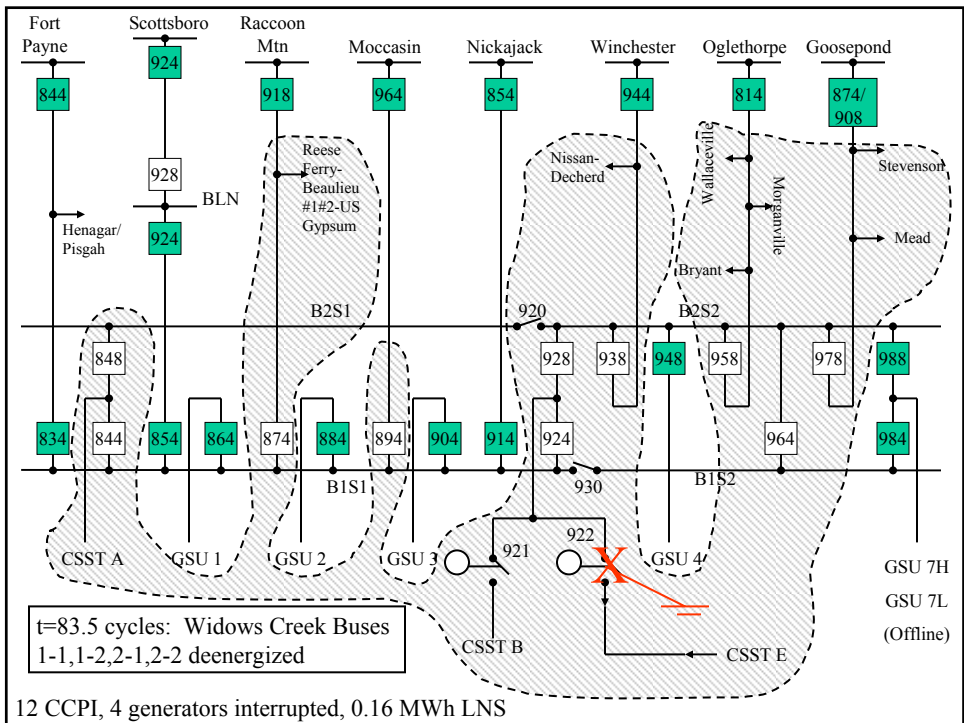 Fort Payne
Scottsboro
Raccoon Mtn
Moccasin
Nickajack
Winchester
Oglethorpe
Goosepond
844
924
918
964
854
944
814
874/
908
Reese
Ferry-
Beaulieu
#1#2-US
Gypsum
Nissan-
Decherd
Wallaceville
Stevenson
928
BLN
Morganville
Henagar/
Pisgah
924
Mead
Bryant
B2S1
920
B2S2
848
928
938
948
958
978
988
834
844
854
864
874
884
894
904
914
924
964
984
B1S1
930
B1S2
CSST A
GSU 1
GSU 2
GSU 3
921
922
GSU 4
X
GSU 7H
GSU 7L
(Offline)
t=83.5 cycles: Widows Creek Buses
1-1,1-2,2-1,2-2 deenergized
CSST B
CSST E
12 CCPI, 4 generators interrupted, 0.16 MWh LNS